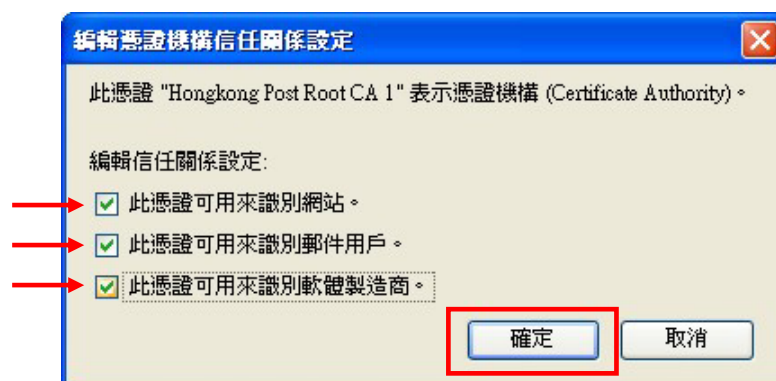 編輯憑證機構信任關係設定
此憑證 "Hongkong Post Root CA 1" 表示憑證機構 (Certificate Authority)。
編輯信任關係設定:
此憑證可用來識別網站。
此憑證可用來識別郵件用戶。
此憑證可用來識別軟體製造商。
確定 取消